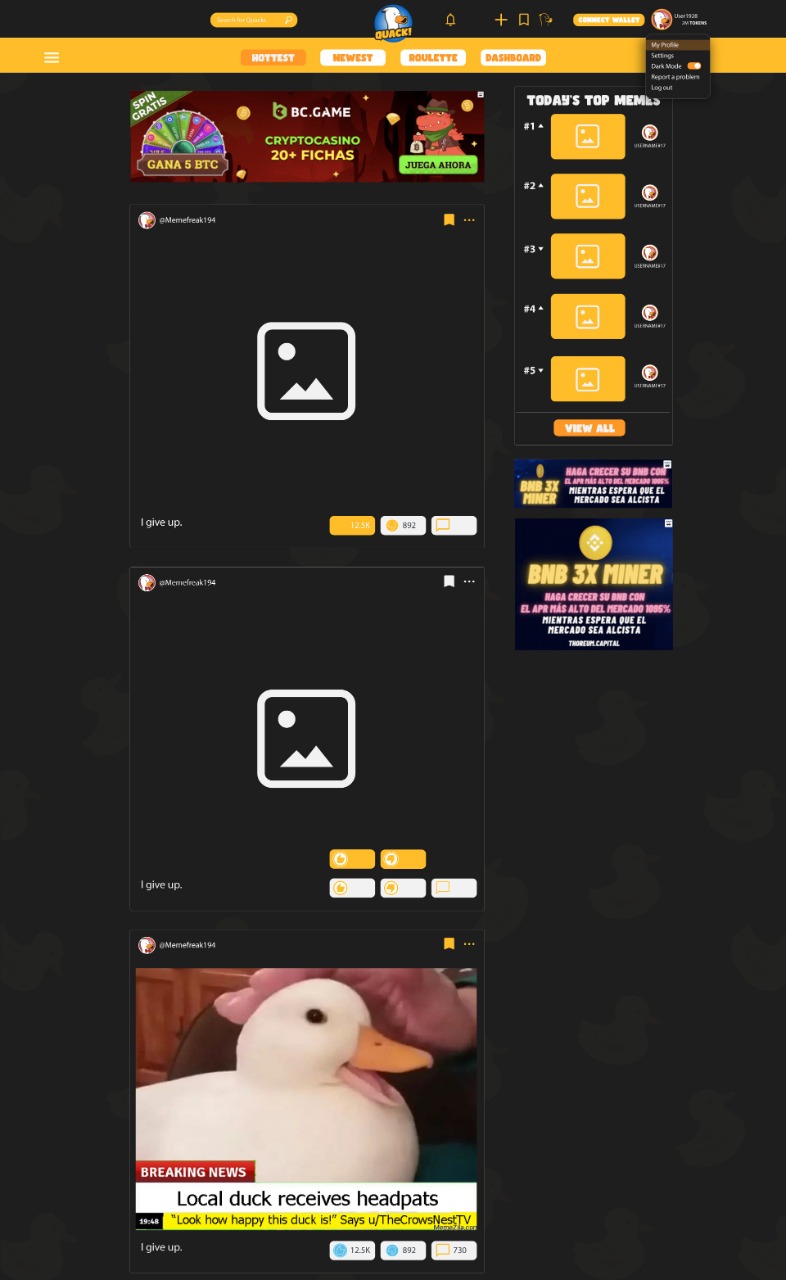 Search for Quacks
QUACK!
CONNECT WALLET
User1928
2M TOKENS
My Profile
Settings
Dark Mode
Report a problem
Log out
HOTTEST
NEWEST
ROULETTE
DASHBOARD
SPIN
GRATIS
GANA 5 BTC
BC.GAME
CRYPTOCASINO
20+ FICHAS
JUEGA AHORA
TODAY'S TOP MEMES
#1
USERNAME#17
#2
USERNAME#17
#3
USERNAME#17
#4
USERNAME#17
#5
USERNAME#17
VIEW ALL
@Memefreak194
I give up.
12.5K
892
BNB 3X
MINER
HAGA CRECER SU BNB CON
EL APR MÁS ALTO DEL MERCADO 1095%
MIENTRAS ESPERA QUE EL
MERCADO SEA ALCISTA
BNB 3X MINER
HAGA CRECER SU BNB CON
EL APR MÁS ALTO DEL MERCADO 1095%
MIENTRAS ESPERA QUE EL
MERCADO SEA ALCISTA
THOREUM.CAPITAL
@Memefreak194
I give up.
@Memefreak194
BREAKING NEWS
Local duck receives headpats
19:48
"Look how happy this duck is!" Says u/TheCrowsNestTV
MemeZila.com
I give up.
12.5K
892
730